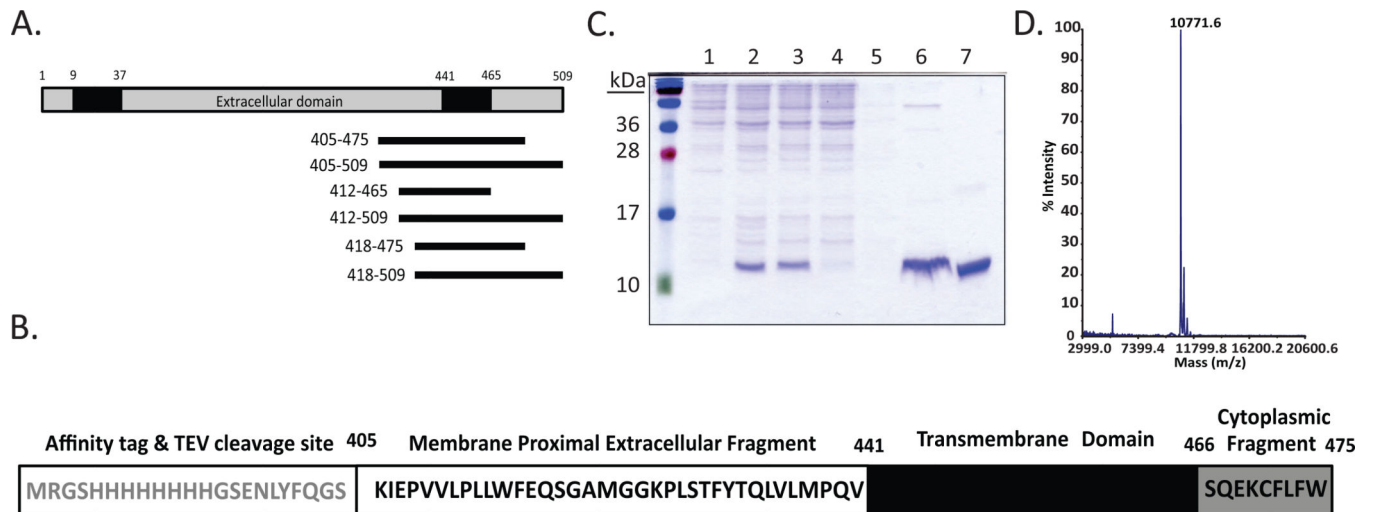 A.
1 9 37 441 465 509
Extracellular domain
405-475
405-509
412-465
412-509
418-475
418-509
C.
1 2 3 4 5 6 7
kDa
36
28
17
10
D.
10771.6
% Intensity
100
90
80
70
60
50
40
30
20
10
0
2999.0 7399.4 11799.8 16200.2 20600.6
Mass (m/z)
B.
Affinity tag & TEV cleavage site 405 Membrane Proximal Extracellular Fragment 441 Transmembrane Domain 466 Cytoplasmic Fragment 475
MRGSHHHHHHHHGSENLYFQGS KIEPVVLPLLWFEQSGAMGGKPLSTFYTQLVLMPQV SQEKCFLFW